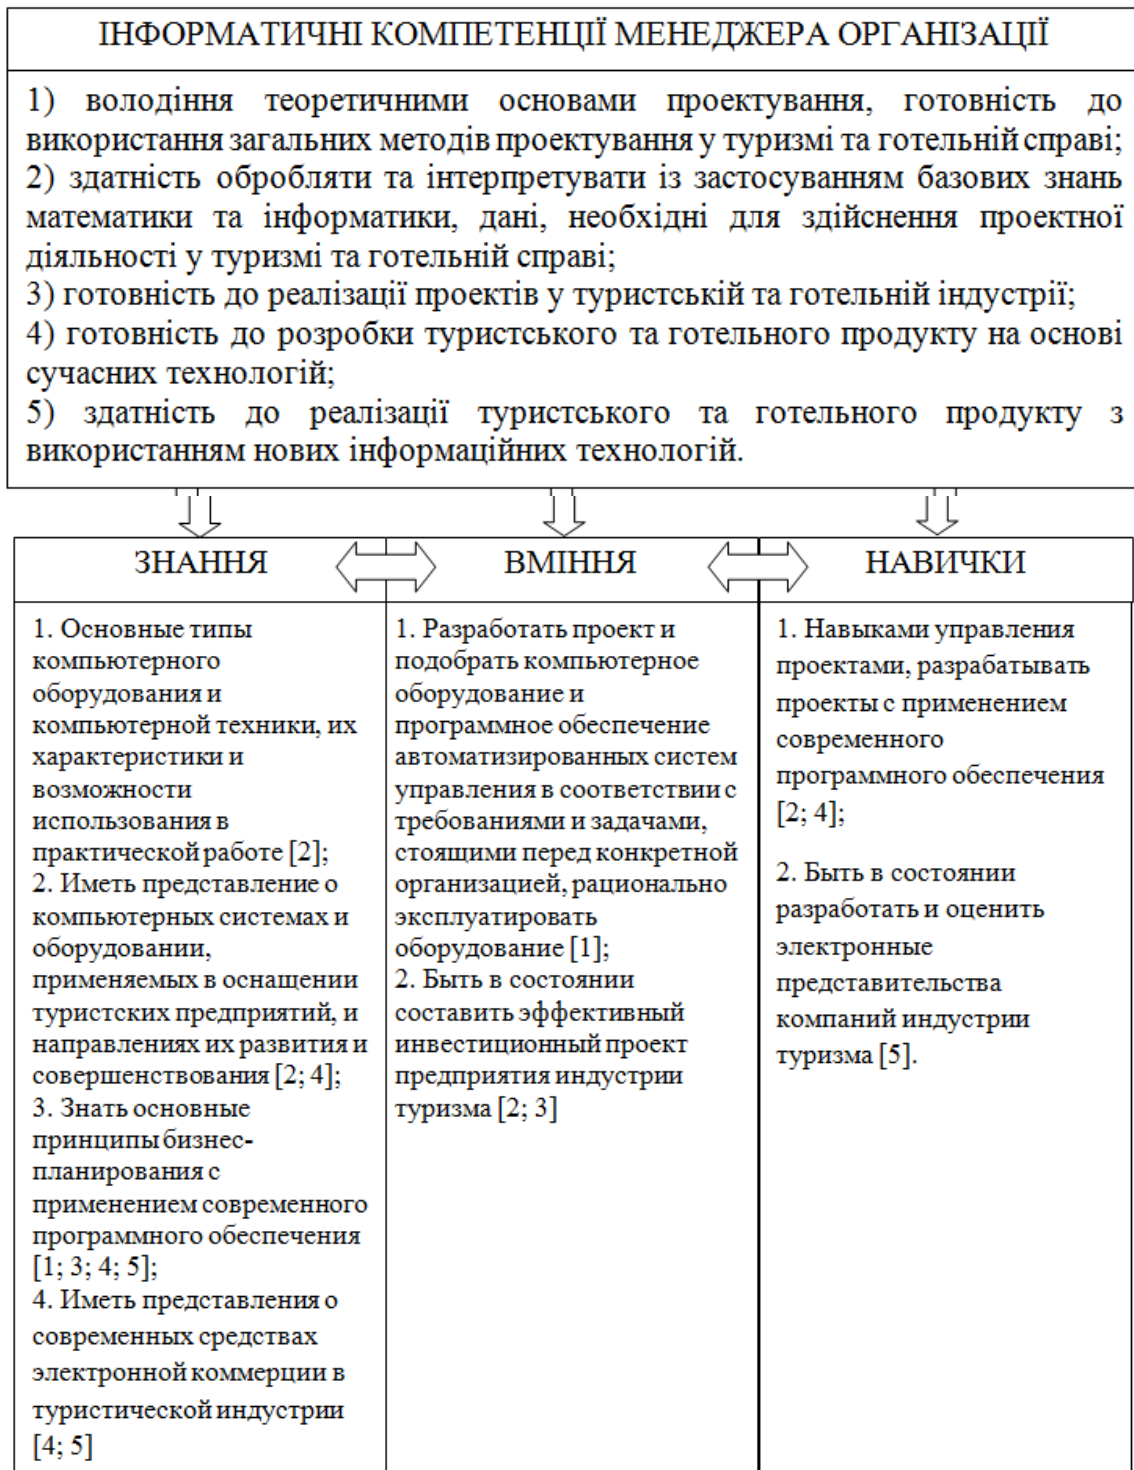 ІНФОРМАТИЧНІ КОМПЕТЕНЦІЇ МЕНЕДЖЕРА ОРГАНІЗАЦІЇ
1) володіння теоретичними основами проектування, готовність до
використання загальних методів проектування у туризмі та готельній справі;
2) здатність обробляти та інтерпретувати із застосуванням базових знань
математики та інформатики, дані, необхідні для здійснення проектної
діяльності у туризмі та готельній справі;
3) готовність до реалізації проектів у туристській та готельній індустрії;
4) готовність до розробки туристського та готельного продукту на основі
сучасних технологій;
5) здатність до реалізації туристського та готельного продукту з
використанням нових інформаційних технологій.
ЗНАННЯ
1. Основные типы
компьютерного
оборудования и
компьютерной техники, их
характеристики и
возможности
использования в
практической работе [2];
2. Иметь представление о
компьютерных системах и
оборудовании,
применяемых в оснащении
туристских предприятий, и
направлениях их развития и
совершенствования [2; 4];
3. Знать основные
принципы бизнес-
планирования с
применением современного
программного обеспечения
[1; 3; 4; 5];
4. Иметь представления о
современных средствах
электронной коммерции в
туристической индустрии
[4; 5]
ВМІННЯ
1. Разработать проект и
подобрать компьютерное
оборудование и
программное обеспечение
автоматизированных систем
управления в соответствии с
требованиями и задачами,
стоящими перед конкретной
организацией, рационально
эксплуатировать
оборудование [1];
2. Быть в состоянии
составить эффективный
инвестиционный проект
предприятия индустрии
туризма [2; 3]
НАВИЧКИ
1. Навыками управления
проектами, разрабатывать
проекты с применением
современного
программного обеспечения
[2; 4];
2. Быть в состоянии
разработать и оценить
электронные
представительства
компаний индустрии
туризма [5].